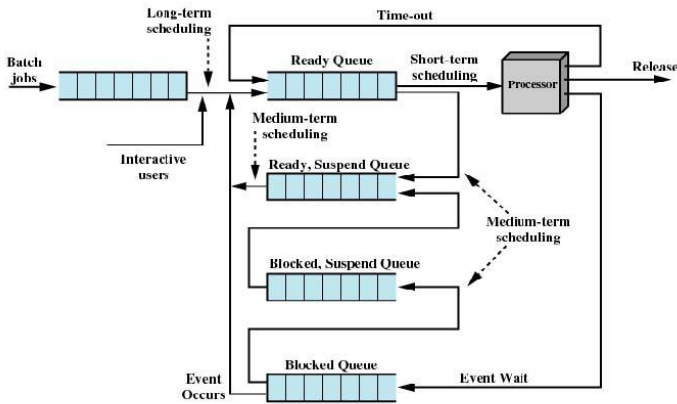 Long-term
scheduling
Time-out
Batch
jobs
Ready Queue
Short-term
scheduling
Release
Processor
Medium-term
scheduling
Interactive
users
Ready, Suspend Queue
Medium-term
scheduling
Blocked, Suspend Queue
Event
Occurs
Blocked Queue
Event Wait